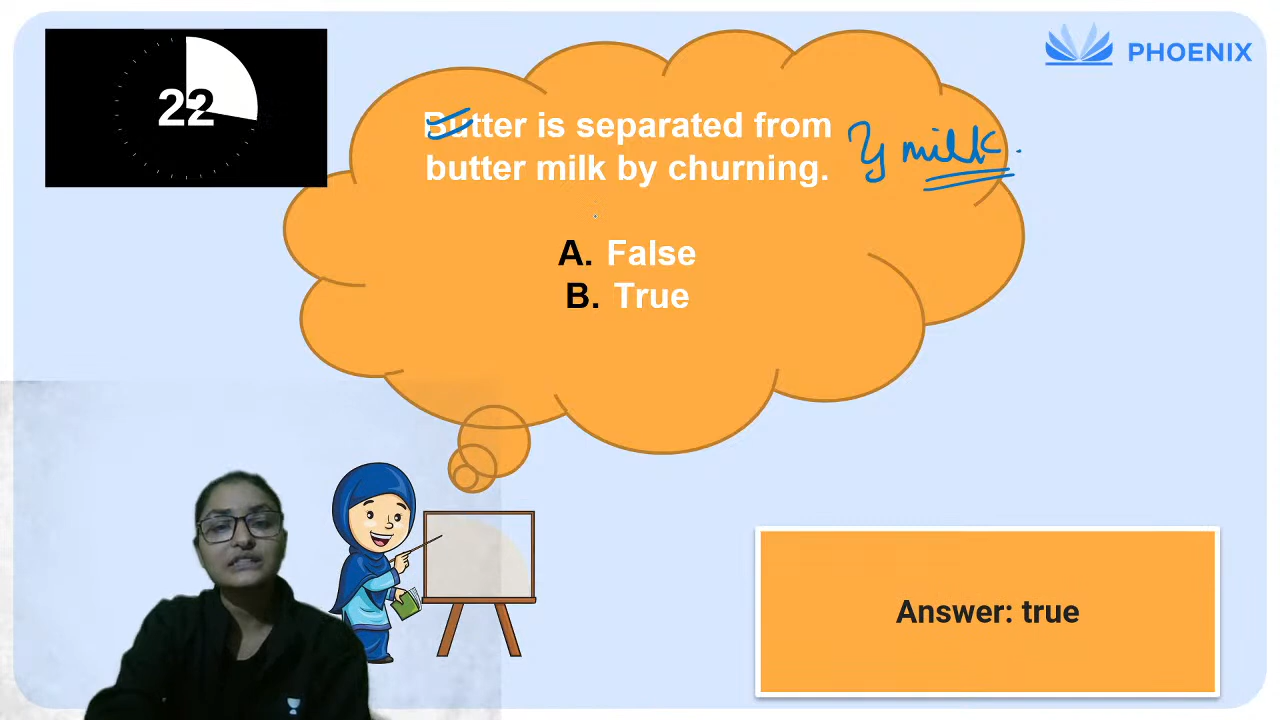 22
PHOENIX
Butter is separated from
butter milk by churning.
milk.
A. False
B. True
Answer: true